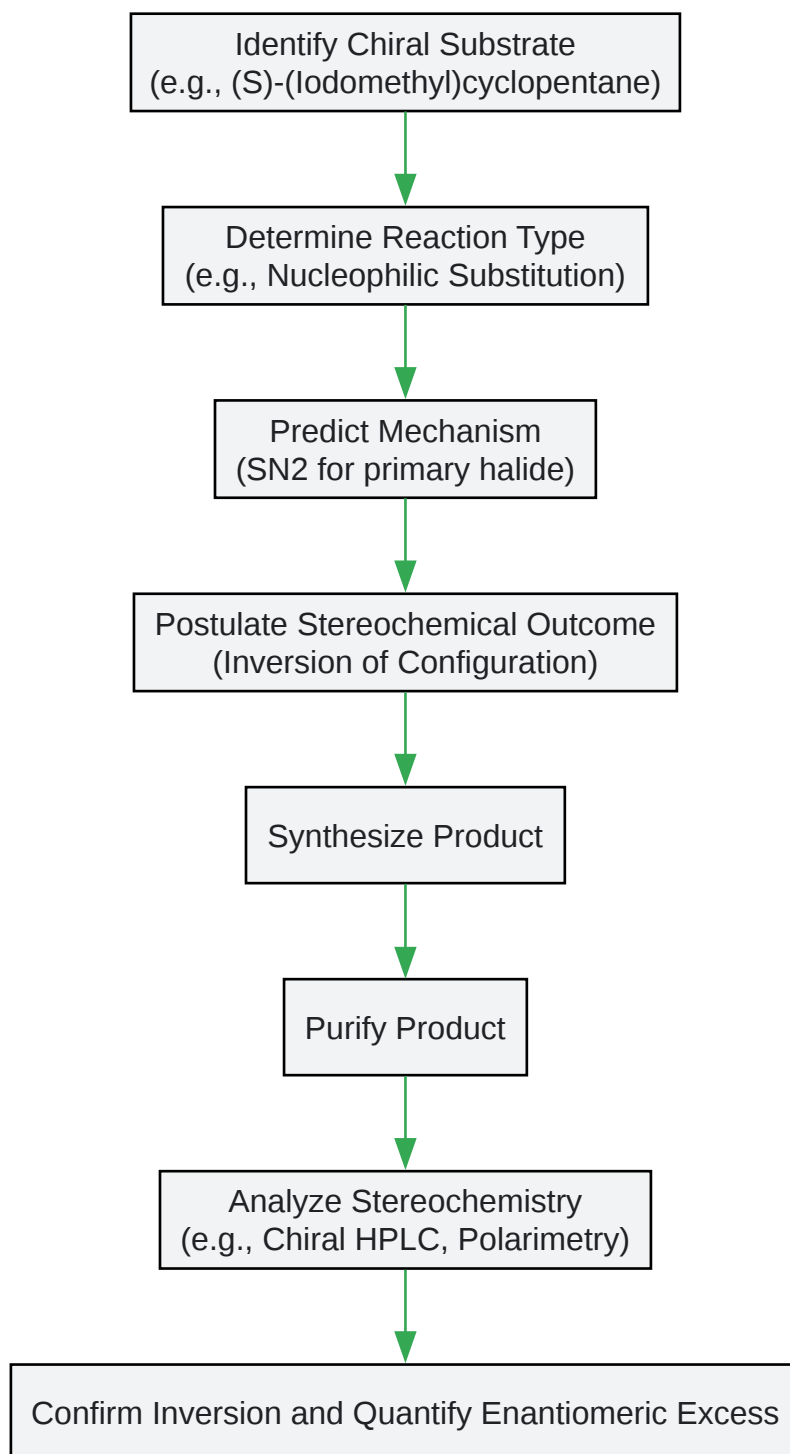 Identify Chiral Substrate
(e.g., (S)-(Iodomethyl)cyclopentane)
Determine Reaction Type
(e.g., Nucleophilic Substitution)
Predict Mechanism
(SN2 for primary halide)
Postulate Stereochemical Outcome
(Inversion of Configuration)
Synthesize Product
Purify Product
Analyze Stereochemistry
(e.g., Chiral HPLC, Polarimetry)
Confirm Inversion and Quantify Enantiomeric Excess